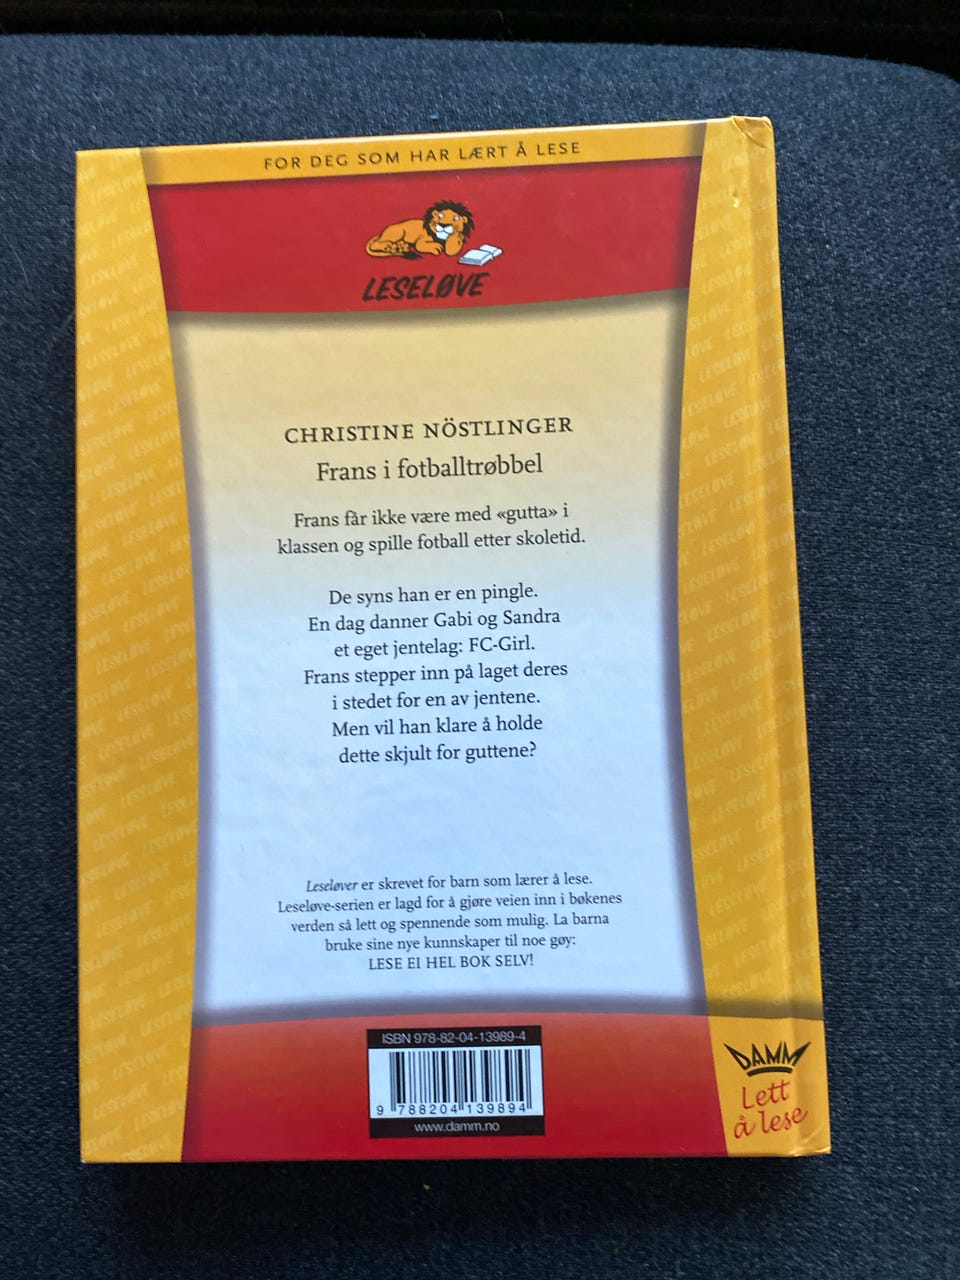 FOR DEG SOM HAR LÆRT Å LESE
LESELØVE
CHRISTINE NÖSTLINGER
Frans i fotballtrøbbel
Frans får ikke være med «gutta» i
klassen og spille fotball etter skoletid.
De syns han er en pingle.
En dag danner Gabi og Sandra
et eget jentelag: FC-Girl.
Frans stepper inn på laget deres
i stedet for en av jentene.
Men vil han klare å holde
dette skjult for guttene?
Leseløver er skrevet for barn som lærer å lese.
Leseløve-serien er lagd for å gjøre veien inn i bøkenes
verden så lett og spennende som mulig. La barna
bruke sine nye kunnskaper til noe gøy:
LESE EI HEL BOK SELV!
ISBN 978-82-04-13989-4
9 788204 139894
www.damm.no
DAMM
Lett
å lese